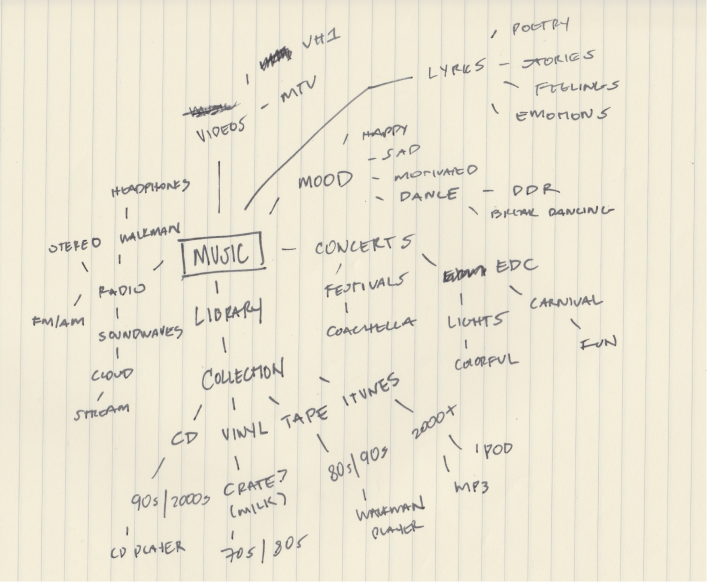 VH1
MTV
VIDEOS
LYRICS
POETRY
STORIES
FEELINGS
EMOTIONS
MOOD
HAPPY
SAD
MOTIVATED
DANCE
DDR
BREAK DANCING
HEADPHONES
WALKMAN
STEREO
RADIO
FM/AM
SOUNDWAVES
CLOUD
STREAM
MUSIC
CONCERTS
FESTIVALS
COACHELLA
EDC
LIGHTS
COLORFUL
CARNIVAL
FUN
LIBRARY
COLLECTION
CD
90s/2000s
CD PLAYER
VINYL
CRATES
(MILK)
70s/80s
TAPE
80s/90s
WALKMAN
PLAYER
ITUNES
2000+
IPOD
MP3